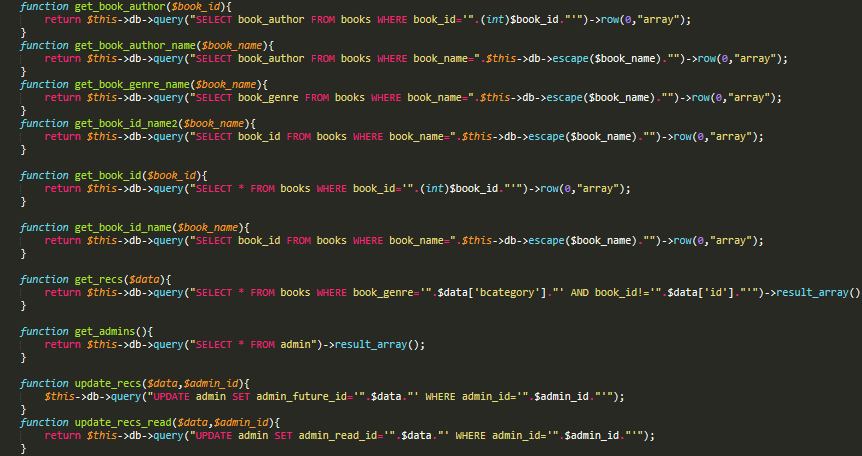 function get_book_author($book_id){
return $this->db->query("SELECT book_author FROM books WHERE book_id='".(int)$book_id."'")->row(0,"array");
}
function get_book_author_name($book_name){
return $this->db->query("SELECT book_author FROM books WHERE book_name=".$this->db->escape($book_name)."")->row(0,"array");
}
function get_book_genre_name($book_name){
return $this->db->query("SELECT book_genre FROM books WHERE book_name=".$this->db->escape($book_name)."")->row(0,"array");
}
function get_book_id_name2($book_name){
return $this->db->query("SELECT book_id FROM books WHERE book_name=".$this->db->escape($book_name)."")->row(0,"array");
}
function get_book_id($book_id){
return $this->db->query("SELECT * FROM books WHERE book_id='".(int)$book_id."'")->row(0,"array");
}
function get_book_id_name($book_name){
return $this->db->query("SELECT book_id FROM books WHERE book_name=".$this->db->escape($book_name)."")->row(0,"array");
}
function get_recs($data){
return $this->db->query("SELECT * FROM books WHERE book_genre='".$data['bcategory']."' AND book_id!='".$data['id']."'")->result_array()
}
function get_admins(){
return $this->db->query("SELECT * FROM admin")->result_array();
}
function update_recs($data,$admin_id){
$this->db->query("UPDATE admin SET admin_future_id='".$data."' WHERE admin_id='".$admin_id."'");
}
function update_recs_read($data,$admin_id){
return $this->db->query("UPDATE admin SET admin_read_id='".$data."' WHERE admin_id='".$admin_id."'");
}